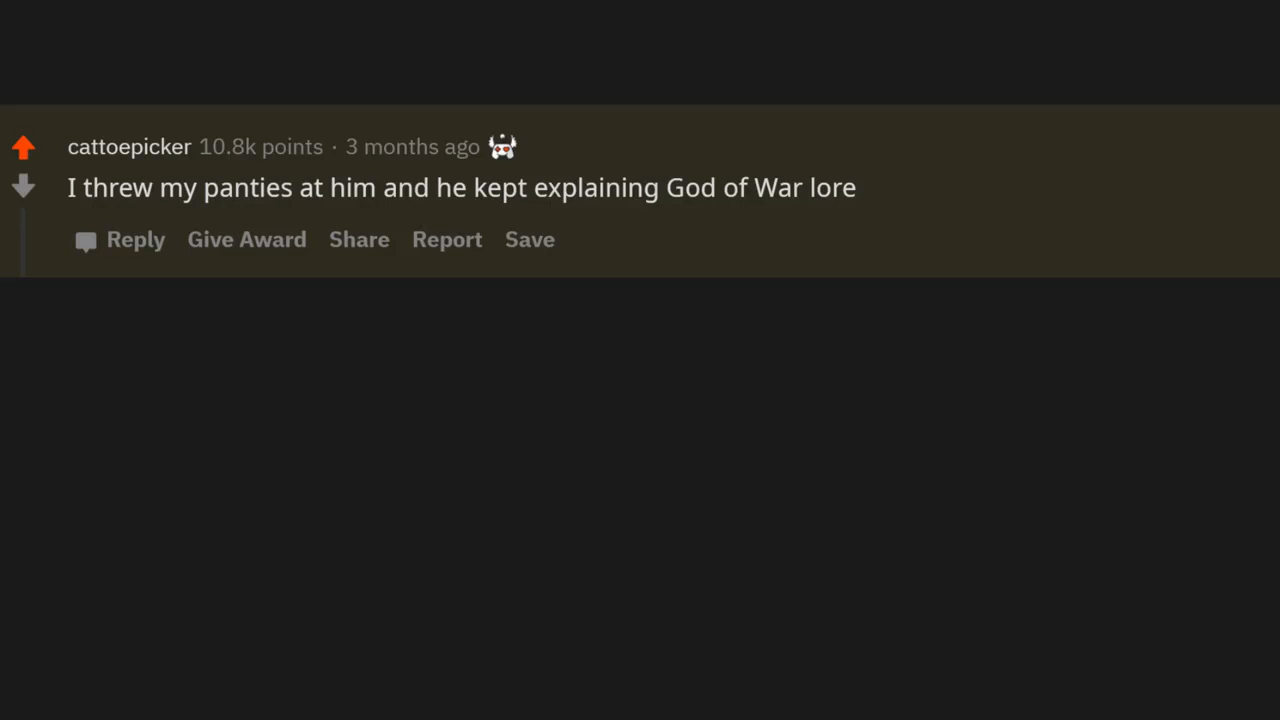 cattoepicker 10.8k points · 3 months ago
I threw my panties at him and he kept explaining God of War lore
Reply Give Award Share Report Save